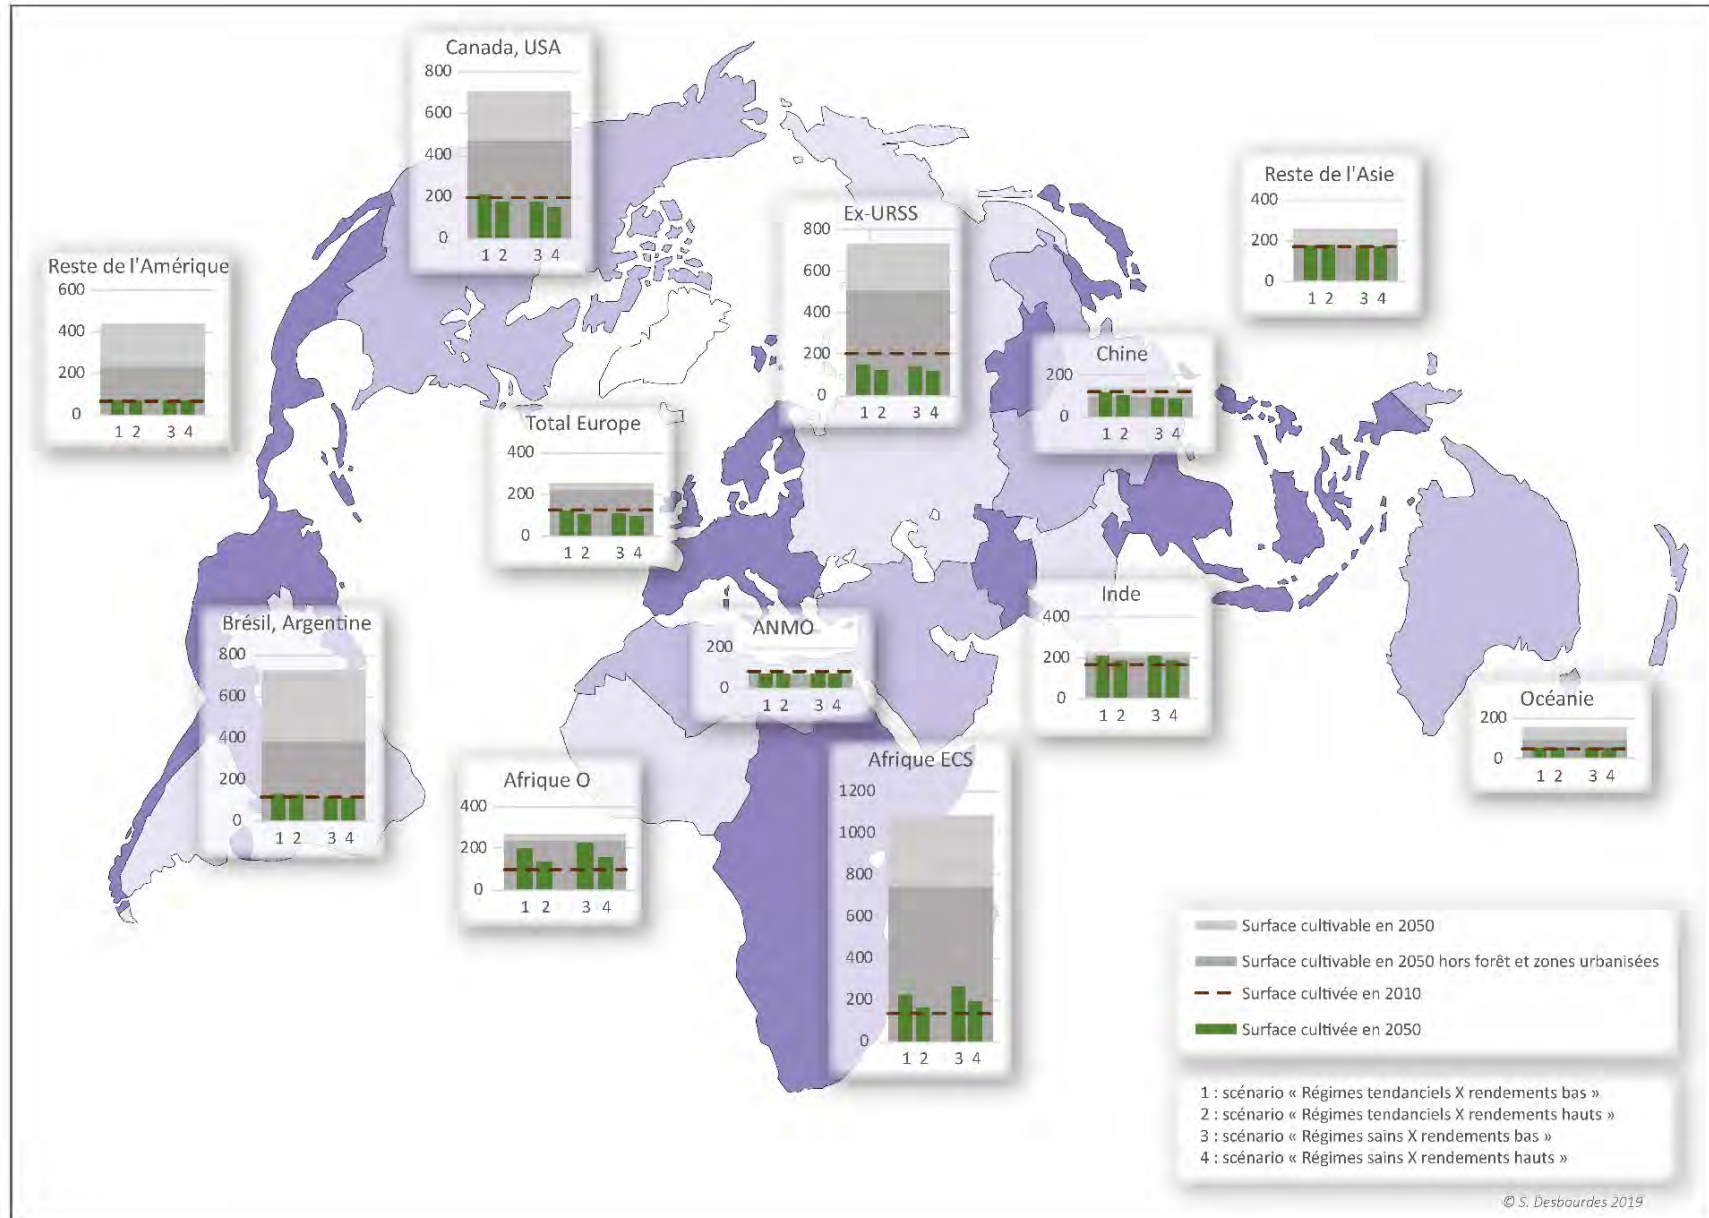 Canada, USA
800
600
400
200
0
1 2 3 4
Reste de l'Asie
400
200
0
1 2 3 4
Ex-URSS
800
600
400
200
0
1 2 3 4
Reste de l'Amérique
600
400
200
0
1 2 3 4
Chine
200
0
1 2 3 4
Total Europe
400
200
0
1 2 3 4
Inde
400
200
0
1 2 3 4
Brésil, Argentine
800
600
400
200
0
1 2 3 4
ANMO
200
0
1 2 3 4
Océanie
200
0
1 2 3 4
Afrique O
400
200
0
1 2 3 4
Afrique ECS
1200
1000
800
600
400
200
0
1 2 3 4
Surface cultivable en 2050
Surface cultivable en 2050 hors forêt et zones urbanisées
Surface cultivée en 2010
Surface cultivée en 2050
1 : scénario « Régimes tendanciels X rendements bas »
2 : scénario « Régimes tendanciels X rendements hauts »
3 : scénario « Régimes sains X rendements bas »
4 : scénario « Régimes sains X rendements hauts »
© S. Desbourdes 2019